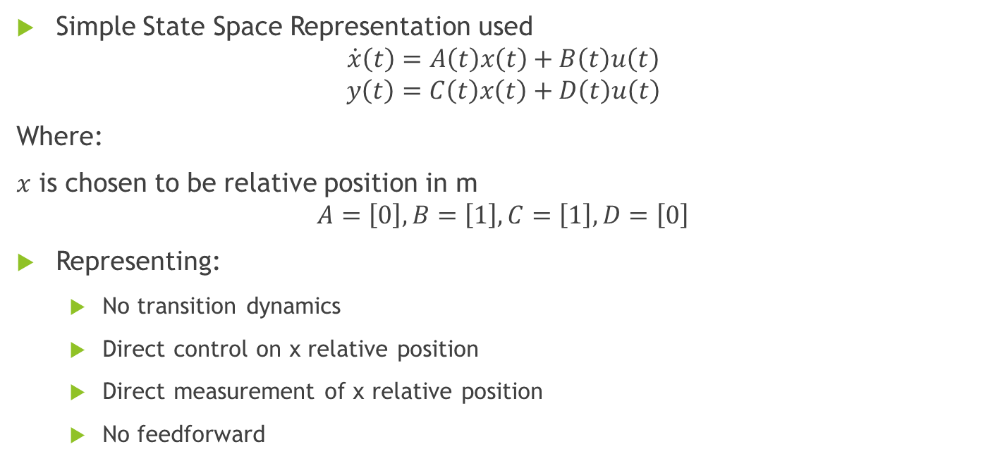 Simple State Space Representation used
ẋ(t) = A(t)x(t) + B(t)u(t)
y(t) = C(t)x(t) + D(t)u(t)
Where:
x is chosen to be relative position in m
A = [0], B = [1], C = [1], D = [0]
Representing:
No transition dynamics
Direct control on x relative position
Direct measurement of x relative position
No feedforward